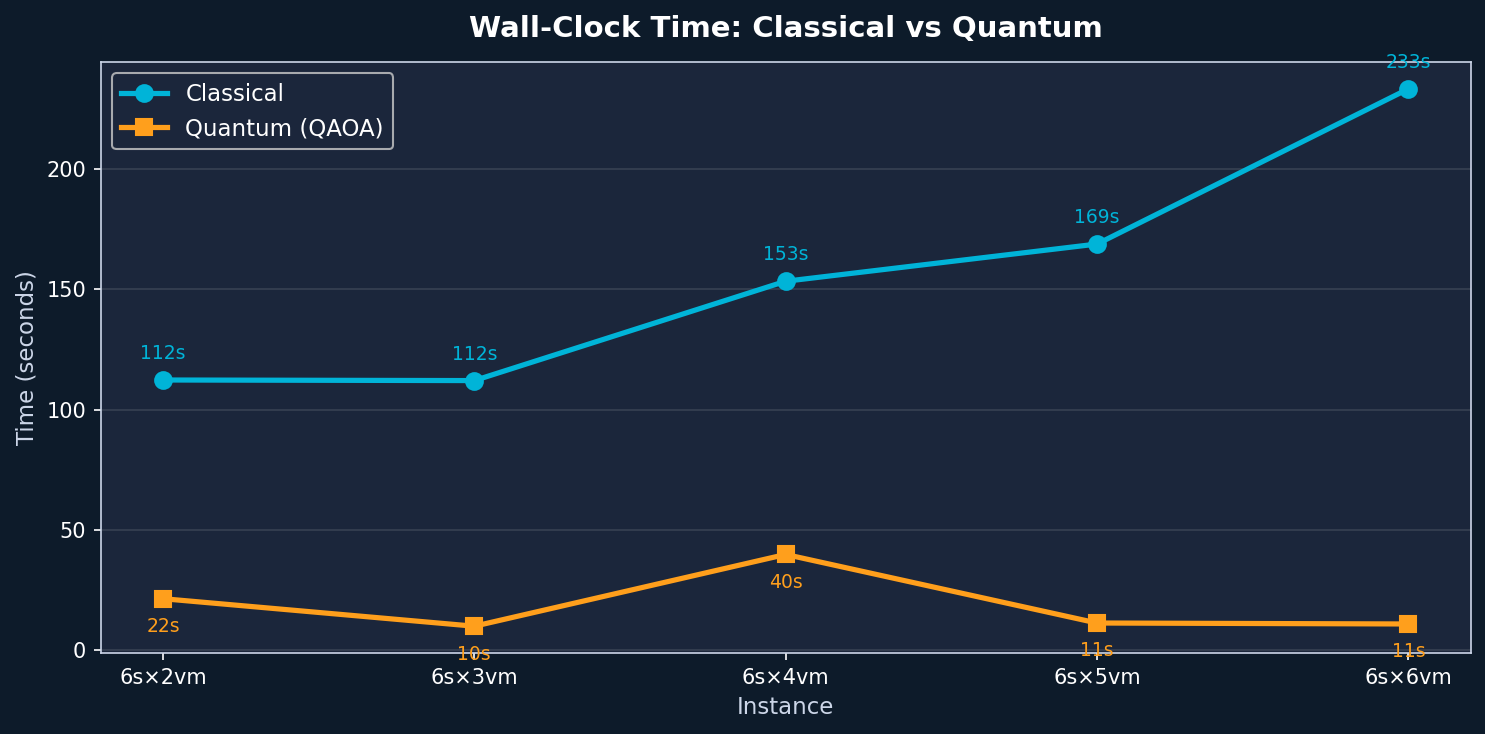 Wall-Clock Time: Classical vs Quantum
Classical
Quantum (QAOA)
Time (seconds)
200
150
100
50
0
112s
112s
153s
169s
233s
22s
10s
40s
11s
11s
6s×2vm
6s×3vm
6s×4vm
6s×5vm
6s×6vm
Instance